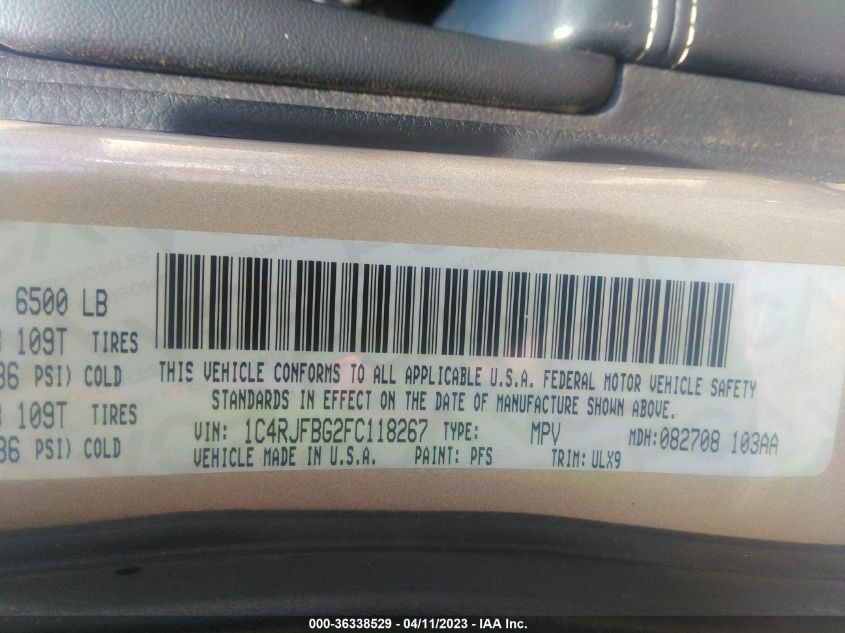 6500 LB
109T TIRES
36 PSI) COLD
109T TIRES
36 PSI) COLD
THIS VEHICLE CONFORMS TO ALL APPLICABLE U.S.A. FEDERAL MOTOR VEHICLE SAFETY
STANDARDS IN EFFECT ON THE DATE OF MANUFACTURE SHOWN ABOVE.
VIN: 1C4RJFBG2FC118267 TYPE: MPV MDH:082708 103AA
VEHICLE MADE IN U.S.A. PAINT: PFS TRIM: ULX9
000-36338529 - 04/11/2023 - IAA Inc.